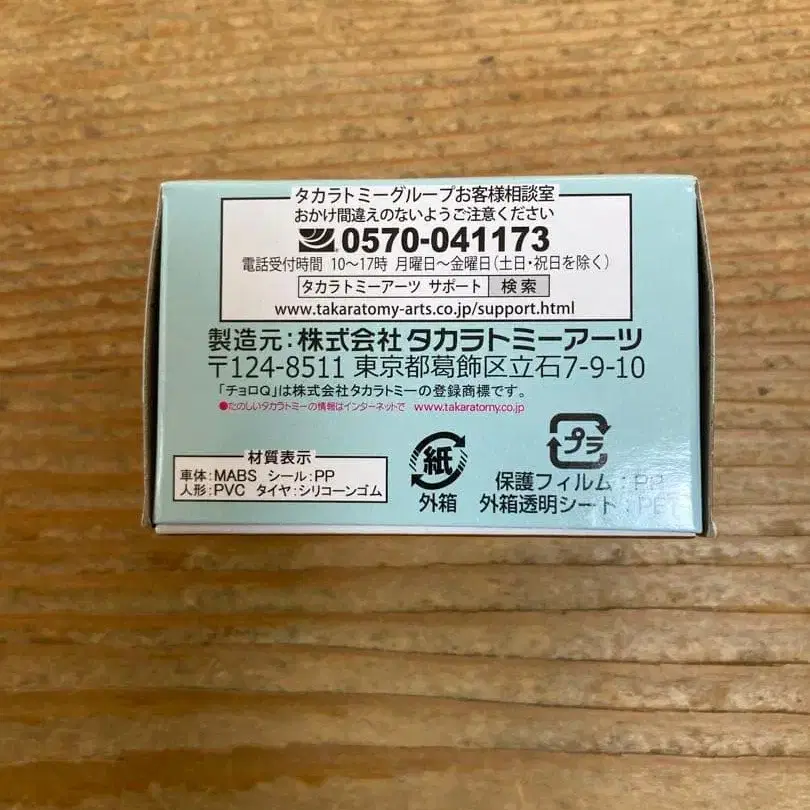 タカラトミーグループお客様相談室
おかけ間違えのないようご注意ください
0570-041173
電話受付時間 10〜17時 月曜日〜金曜日(土日・祝日を除く)
タカラトミーアーツ サポート 検索
www.takaratomy-arts.co.jp/support.html
製造元:株式会社タカラトミーアーツ
〒124-8511 東京都葛飾区立石7-9-10
「チョロQ」は株式会社タカラトミーの登録商標です。
●たのしいタカラトミーの情報はインターネットで www.takaratomy.co.jp
材質表示
車体:MABS シール:PP
人形:PVC タイヤ:シリコーンゴム
紙
外箱
プラ
保護フィルム:PP
外箱透明シート:PET